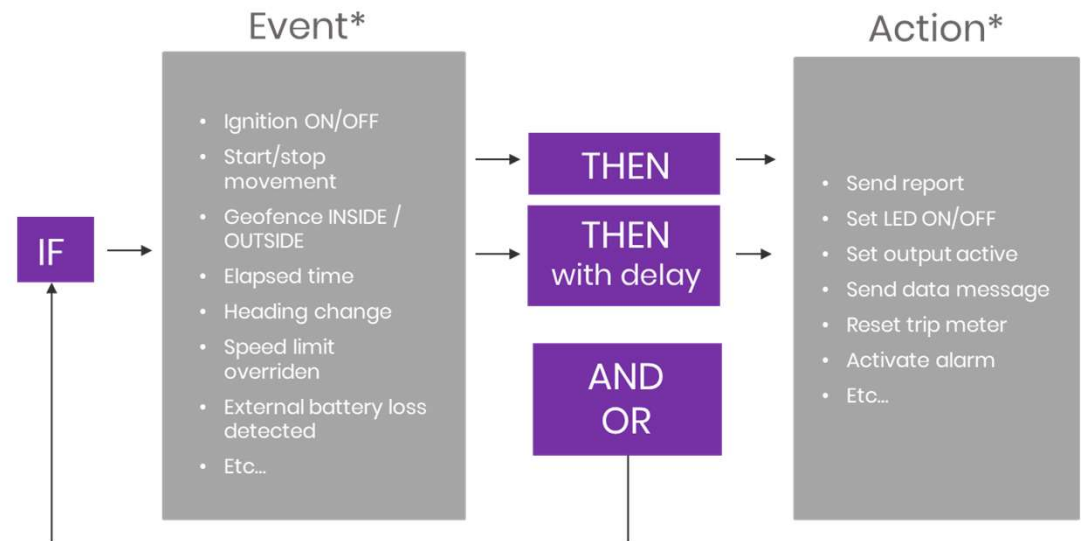 Event*
Action*
IF
• Ignition ON/OFF
• Start/stop
movement
• Geofence INSIDE /
OUTSIDE
• Elapsed time
• Heading change
• Speed limit
overriden
• External battery loss
detected
• Etc...
THEN
THEN
with delay
AND
OR
• Send report
• Set LED ON/OFF
• Set output active
• Send data message
• Reset trip meter
• Activate alarm
• Etc...